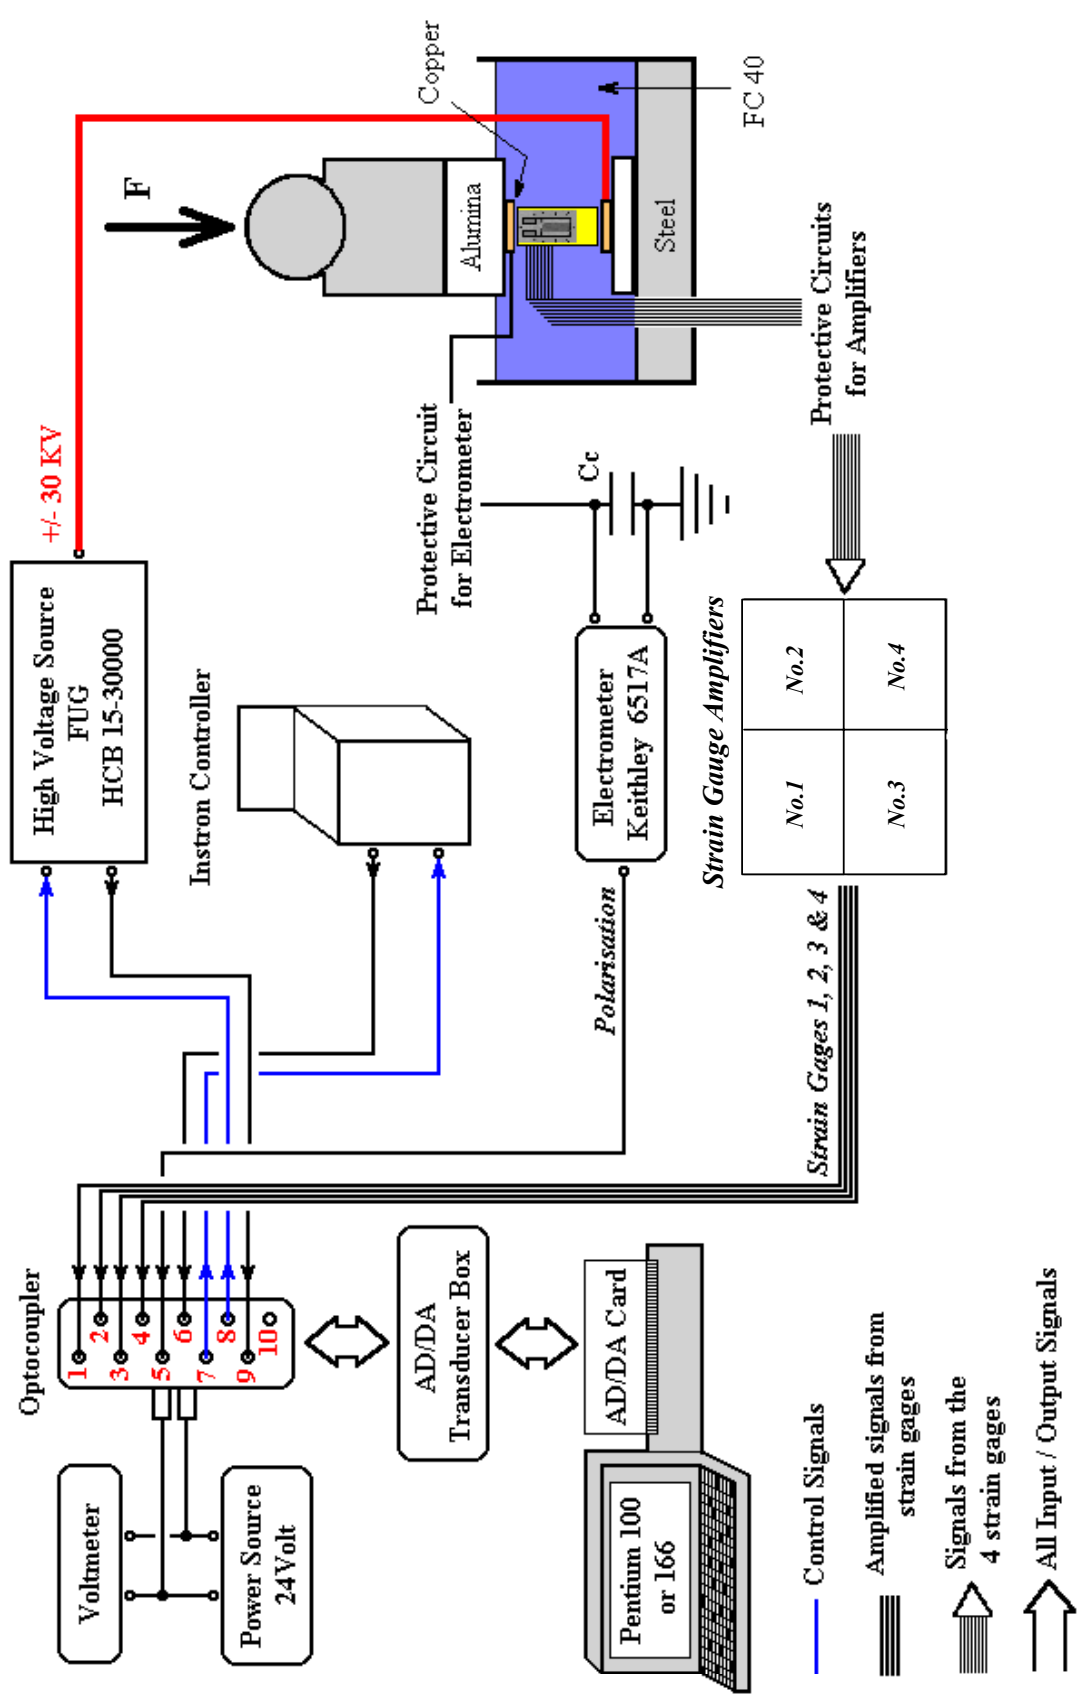 Optocoupler
1
2
3
4
5
6
7
8
9
10
Voltmeter
Power Source
24Volt
AD/DA
Transducer Box
AD/DA Card
Pentium 100
or 166
High Voltage Source
FUG
HCB 15-30000
+/- 30 KV
Instron Controller
Electrometer
Keithley 6517A
Polarisation
Cc
Protective Circuit
for Electrometer
F
Alumina
Copper
Steel
FC 40
Protective Circuits
for Amplifiers
Strain Gauge Amplifiers
No.1
No.2
No.3
No.4
Strain Gages 1, 2, 3 & 4
Control Signals
Amplified signals from
strain gages
Signals from the
4 strain gages
All Input / Output Signals